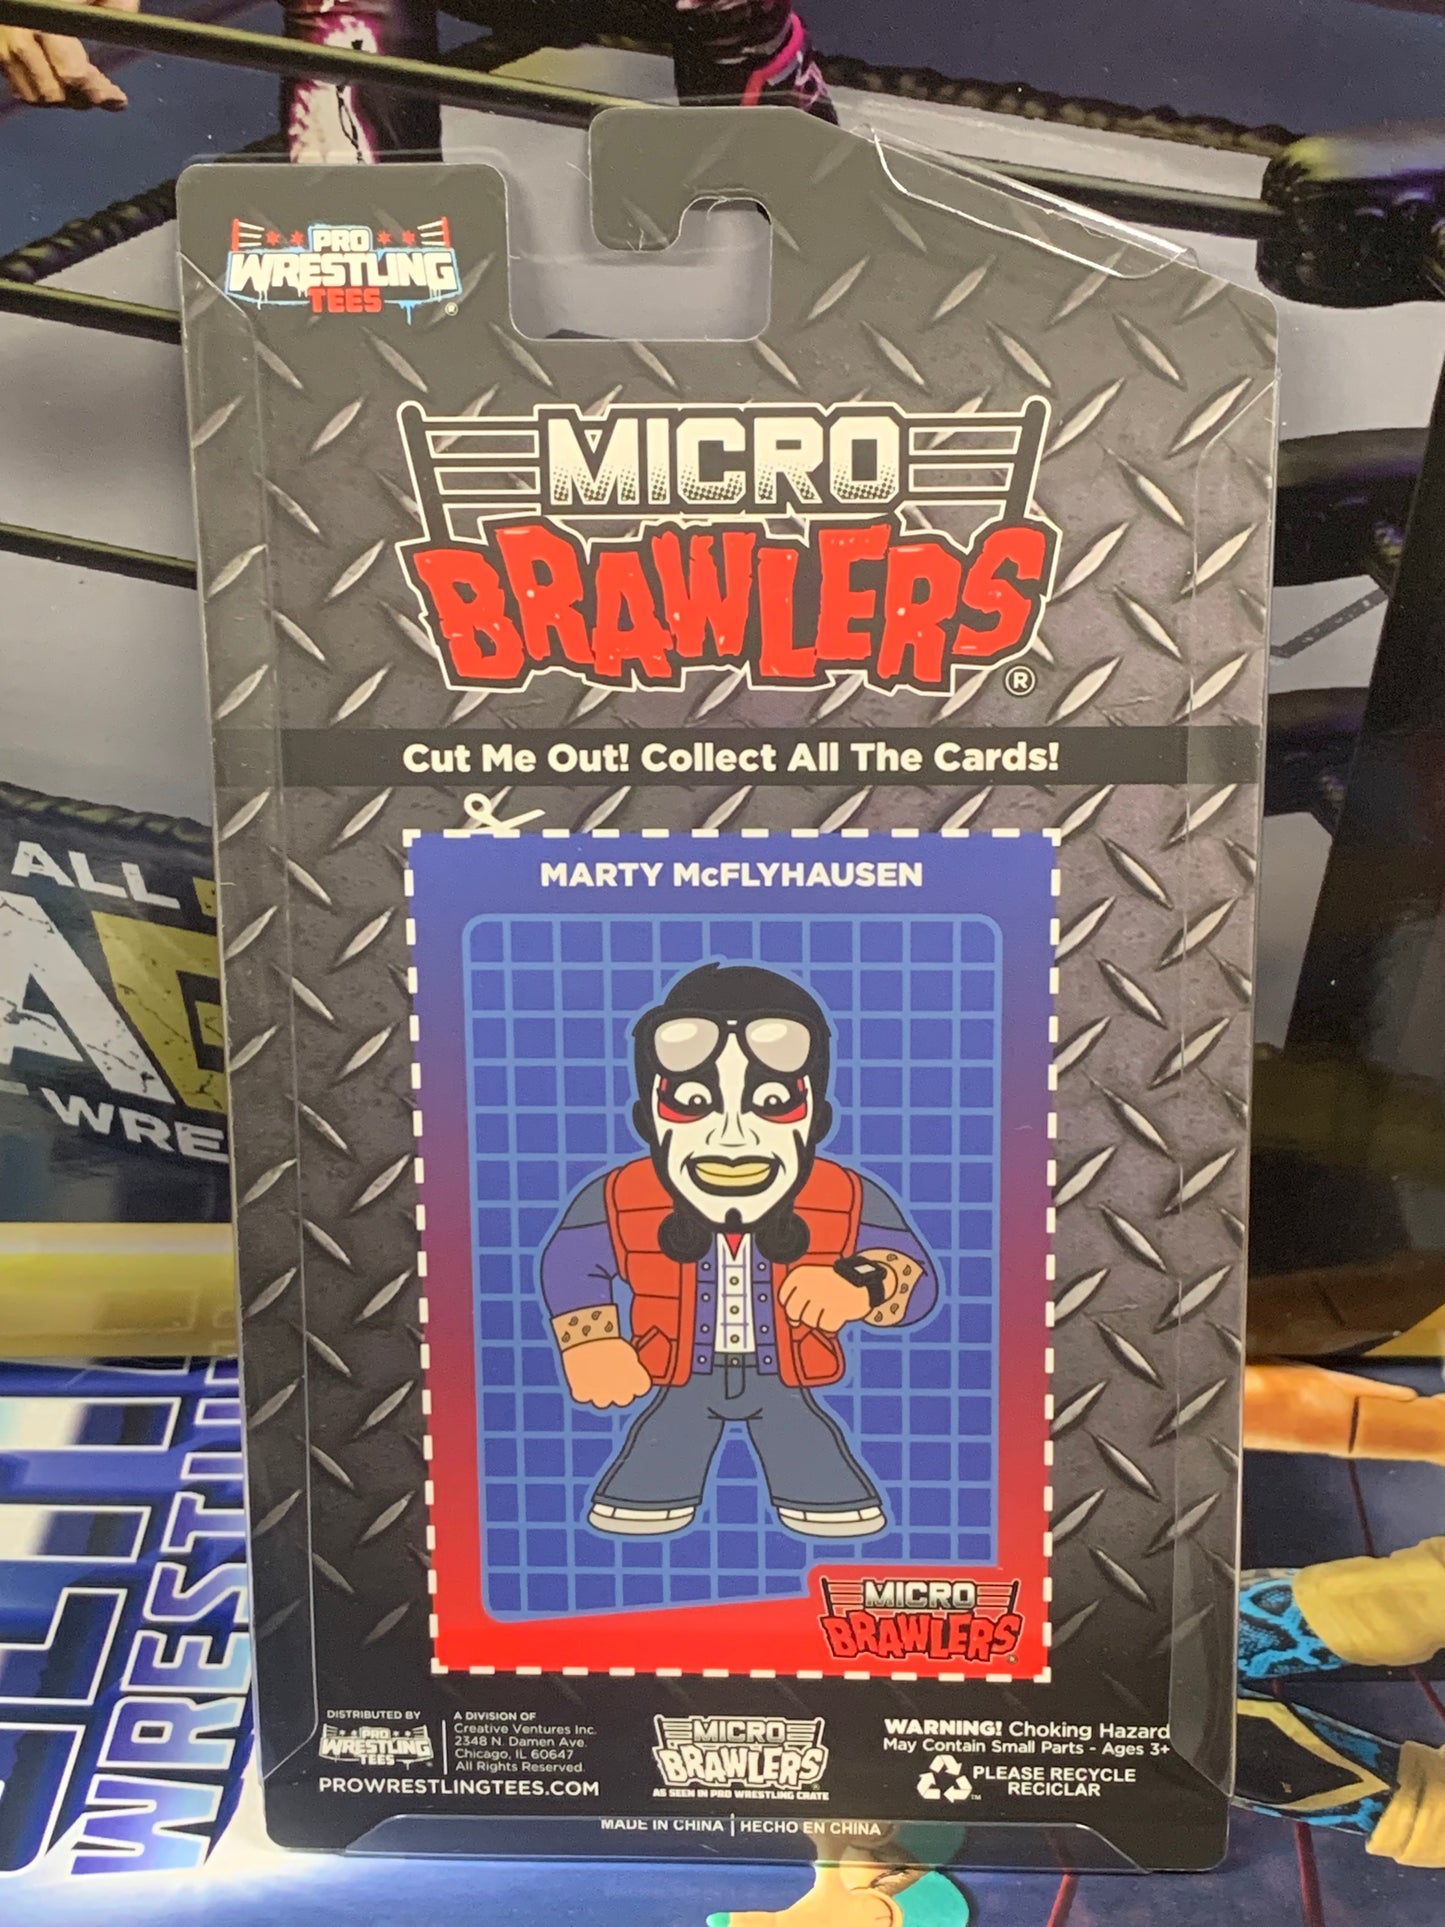 PRO
WRESTLING
TEES
®
MICRO
BRAWLERS
®
Cut Me Out! Collect All The Cards!
MARTY McFLYHAUSEN
MICRO
BRAWLERS
®
DISTRIBUTED BY
PRO
WRESTLING
TEES
PROWRESTLINGTEES.COM
A DIVISION OF
Creative Ventures Inc.
2348 N. Damen Ave.
Chicago, IL 60647
All Rights Reserved.
MICRO
BRAWLERS
®
AS SEEN IN PRO WRESTLING CRATE
WARNING! Choking Hazard
May Contain Small Parts - Ages 3+
PLEASE RECYCLE
RECICLAR
MADE IN CHINA | HECHO EN CHINA
ALL
WRE
WRESTL